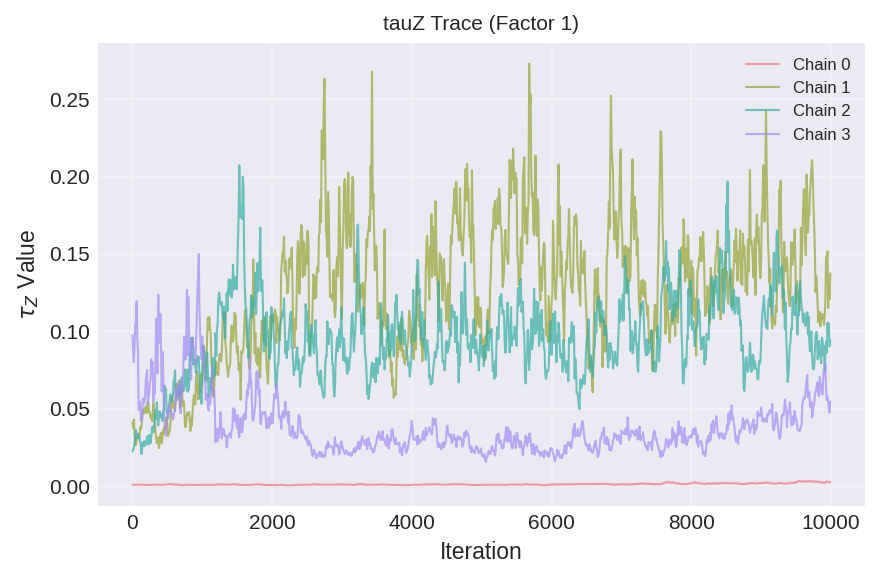 tauZ Trace (Factor 1)
Chain 0
Chain 1
Chain 2
Chain 3
0.25
0.20
0.15
0.10
0.05
0.00
τZ Value
0 2000 4000 6000 8000 10000
Iteration